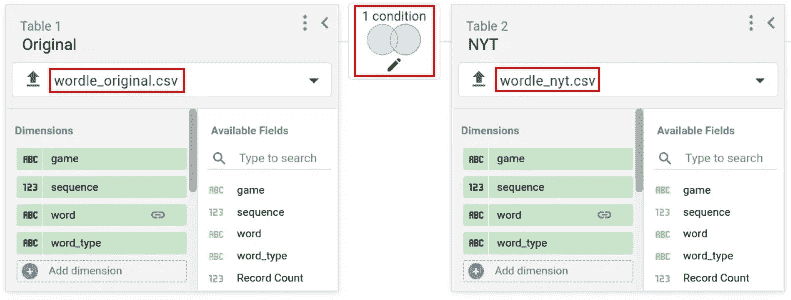 Table 1
Original
wordle_original.csv
Dimensions
ABC game
123 sequence
ABC word
ABC word_type
Add dimension
Available Fields
Type to search
ABC game
123 sequence
ABC word
ABC word_type
123 Record Count
1 condition
Table 2
NYT
wordle_nyt.csv
Dimensions
ABC game
123 sequence
ABC word
ABC word_type
Add dimension
Available Fields
Type to search
ABC game
123 sequence
ABC word
ABC word_type
123 Record Count